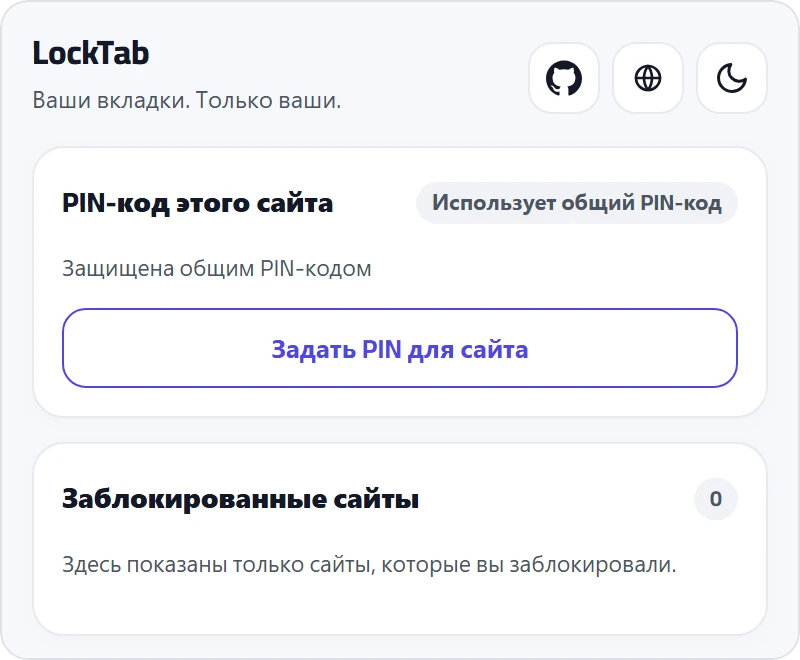 LockTab
Ваши вкладки. Только ваши.
PIN-код этого сайта
Использует общий PIN-код
Защищена общим PIN-кодом
Задать PIN для сайта
Заблокированные сайты
0
Здесь показаны только сайты, которые вы заблокировали.